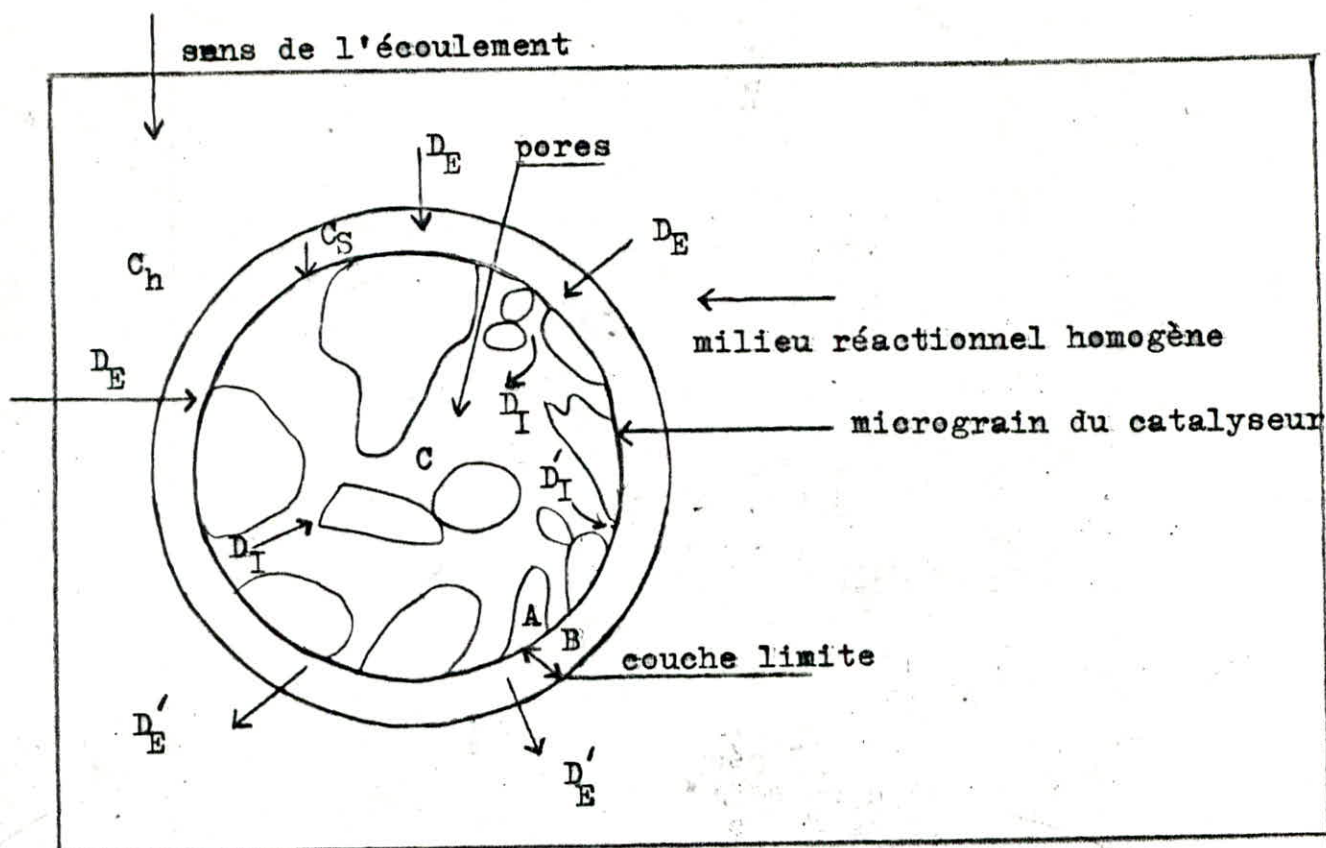 sens de l'écoulement
D_E pores
D_E
C_S
C_h
milieu réactionnel homogène
D_E
D_I
micrograin du catalyseur
C
D'_I
D_I
A
B
couche limite
D'_E
D'_E